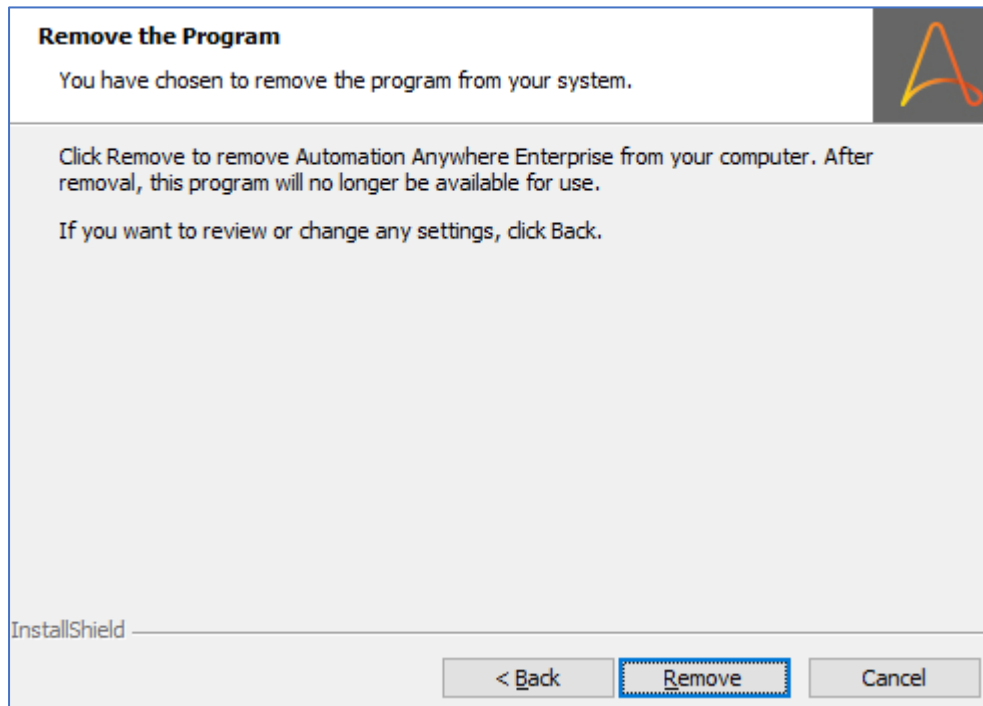 Remove the Program
You have chosen to remove the program from your system.
Click Remove to remove Automation Anywhere Enterprise from your computer. After
removal, this program will no longer be available for use.
If you want to review or change any settings, click Back.
InstallShield
< Back
Remove
Cancel